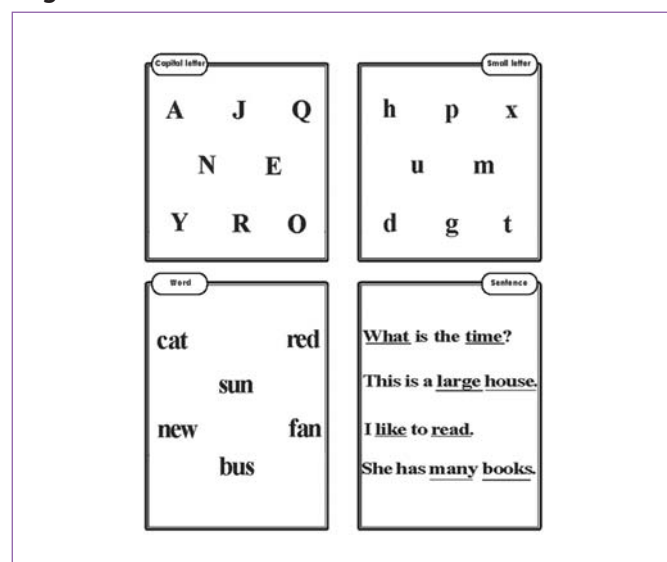 Capital letter
A J Q
N E
Y R O
Small letter
h p x
u m
d g t
Word
cat red
sun
new fan
bus
Sentence
What is the time?
This is a large house.
I like to read.
She has many books.